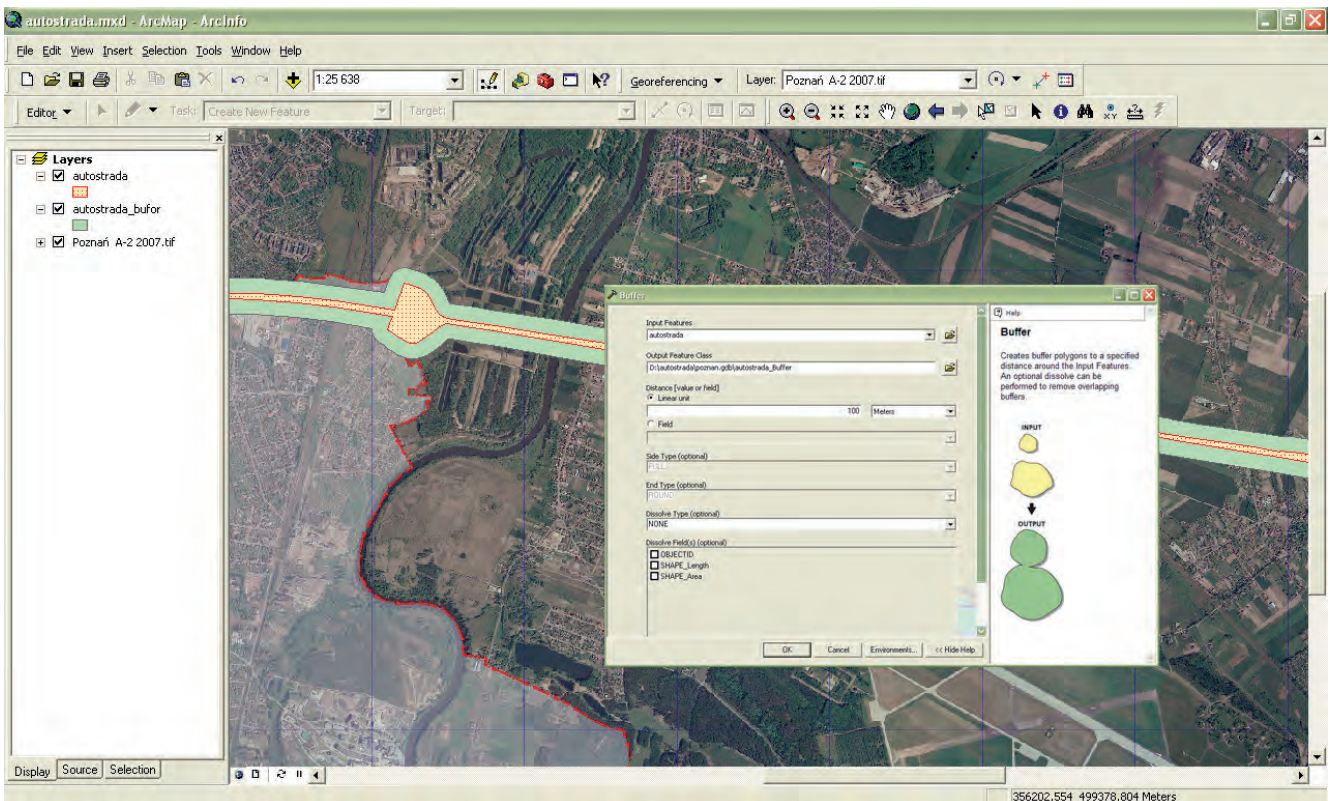 autostrada.mxd - ArcMap - ArcInfo
File Edit View Insert Selection Tools Window Help
1:25 638
Georeferencing
Layer: Poznań A-2 2007.tif
Editor
Task: Create New Feature
Target:
Layers
autostrada
autostrada_bufor
Poznań A-2 2007.tif
Buffer
Input Features
autostrada
Output Feature Class
D:\autostrada\poznan.gdb\autostrada_Buffer
Distance [value or field]
Linear unit
100 Meters
Field
Side Type (optional)
FULL
End Type (optional)
ROUND
Dissolve Type (optional)
NONE
Dissolve Field(s) (optional)
OBJECTID
SHAPE_Length
SHAPE_Area
OK Cancel Environments... << Hide Help
Help
Buffer
Creates buffer polygons to a specified
distance around the Input Features.
An optional dissolve can be
performed to remove overlapping
buffers.
INPUT
OUTPUT
Display Source Selection
356202,554 499378,804 Meters